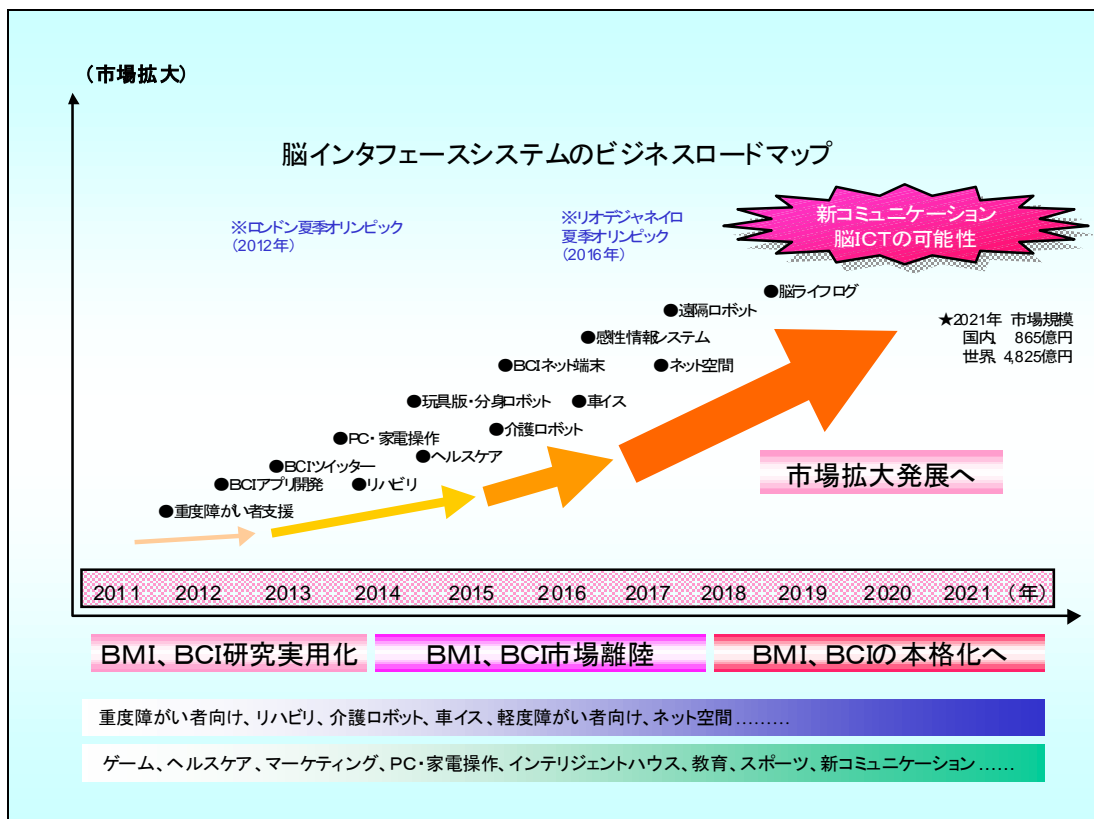 （市場拡大）
脳インタフェースシステムのビジネスロードマップ
※ロンドン夏季オリンピック
（2012年）
※リオデジャネイロ
夏季オリンピック
（2016年）
新コミュニケーション
脳ICTの可能性
●脳ライフログ
●遠隔ロボット
★2021年 市場規模
国内 865億円
世界 4,825億円
●感性情報システム
●BCIネット端末
●ネット空間
●玩具版・分身ロボット
●車イス
●介護ロボット
●PC・家電操作
●ヘルスケア
●BCIツイッター
●BCIアプリ開発
●リハビリ
●重度障がい者支援
市場拡大発展へ
2011 2012 2013 2014 2015 2016 2017 2018 2019 2020 2021 （年）
BMI、BCI研究実用化 BMI、BCI市場離陸 BMI、BCIの本格化へ
重度障がい者向け、リハビリ、介護ロボット、車イス、軽度障がい者向け、ネット空間………
ゲーム、ヘルスケア、マーケティング、PC・家電操作、インテリジェントハウス、教育、スポーツ、新コミュニケーション……